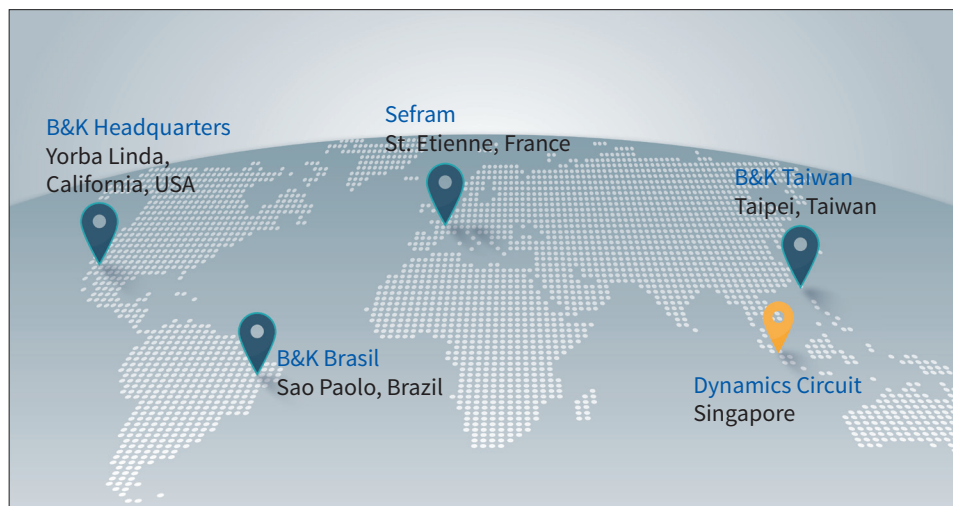 B&K Headquarters
Yorba Linda,
California, USA
Sefram
St. Etienne, France
B&K Taiwan
Taipei, Taiwan
B&K Brasil
Sao Paolo, Brazil
Dynamics Circuit
Singapore